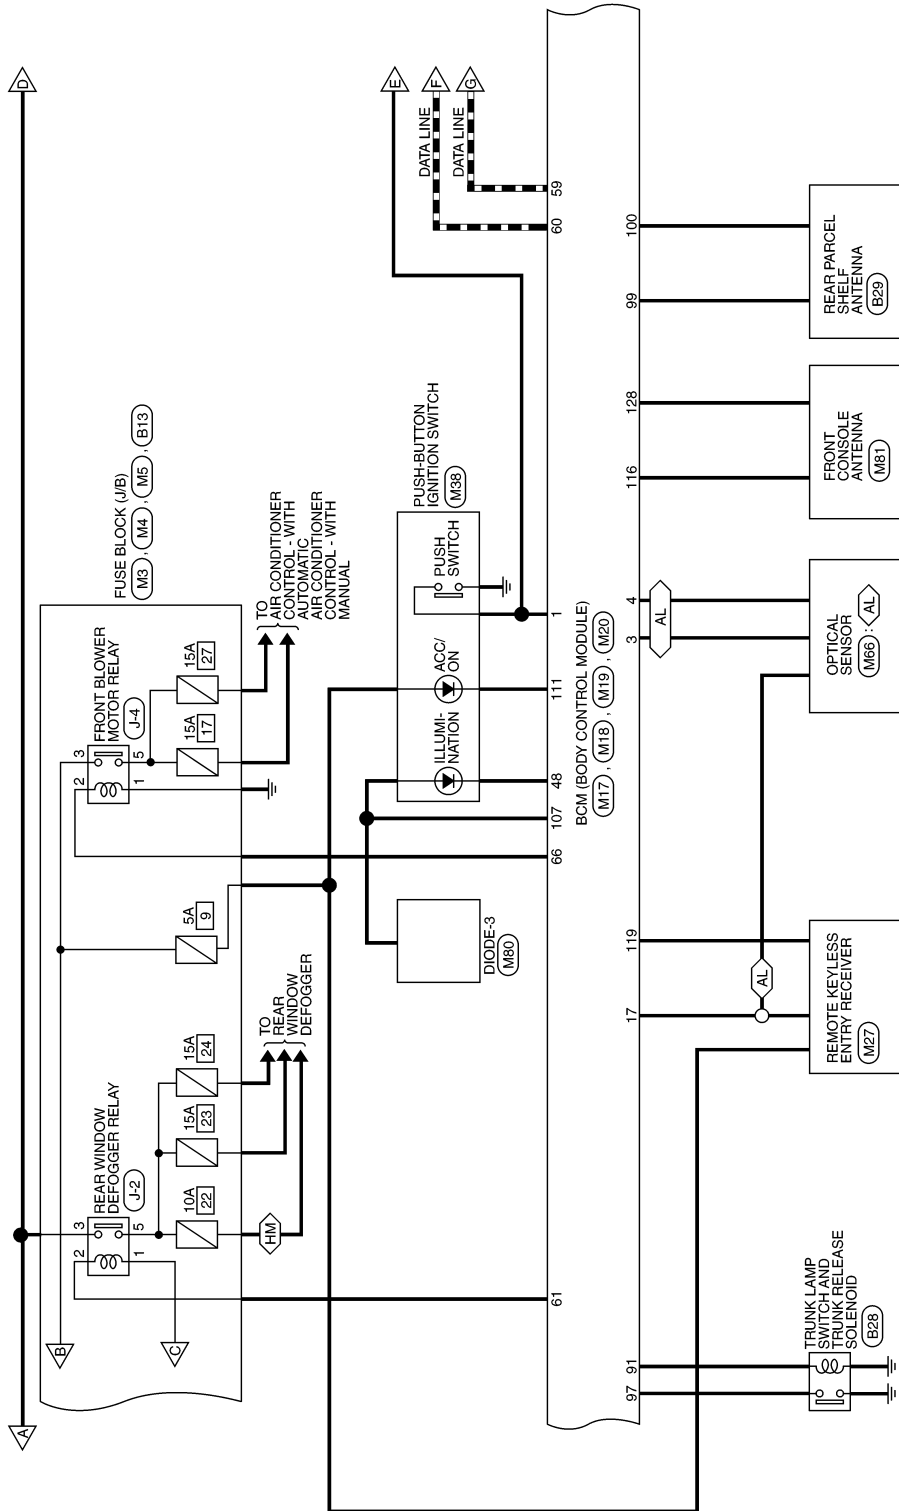 A
D
FUSE BLOCK (J/B)
M3 , M4 , M5 , B13
B
C
REAR WINDOW
DEFOGGER RELAY
J-2
2 3
1 5
10A
22
15A
23
15A
24
HM
TO
REAR
WINDOW
DEFOGGER
5A
9
FRONT BLOWER
MOTOR RELAY
J-4
2 3
1 5
15A
17
15A
27
TO
AIR CONDITIONER
CONTROL - WITH
AUTOMATIC
AIR CONDITIONER
CONTROL - WITH
MANUAL
E
F
G
DATA LINE
DATA LINE
DIODE-3
M80
PUSH-BUTTON
IGNITION SWITCH
M38
ILLUMI-
NATION
ACC/
ON
PUSH
SWITCH
61 66 107 48 111 1 60 59
BCM (BODY CONTROL MODULE)
M17 , M18 , M19 , M20
97 91 17 119 3 4 116 128 99 100
AL
AL
TRUNK LAMP
SWITCH AND
TRUNK RELEASE
SOLENOID
B28
REMOTE KEYLESS
ENTRY RECEIVER
M27
OPTICAL
SENSOR
M66 : AL
FRONT
CONSOLE
ANTENNA
M81
REAR PARCEL
SHELF
ANTENNA
B29